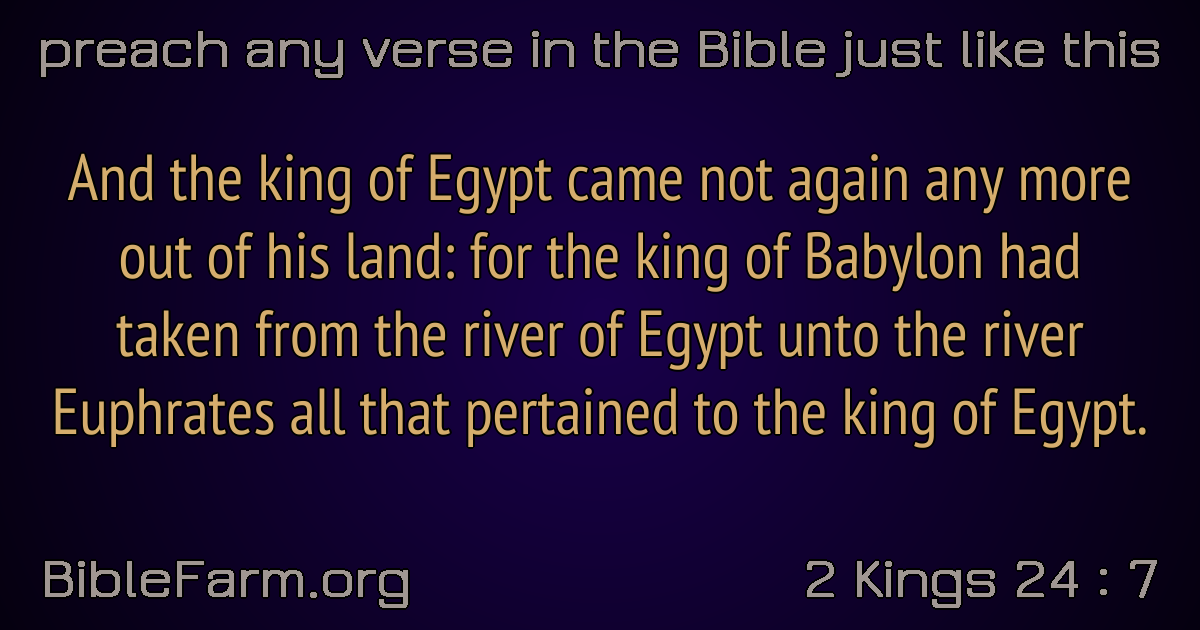 preach any verse in the Bible just like this
And the king of Egypt came not again any more
out of his land: for the king of Babylon had
taken from the river of Egypt unto the river
Euphrates all that pertained to the king of Egypt.
BibleFarm.org
2 Kings 24 : 7